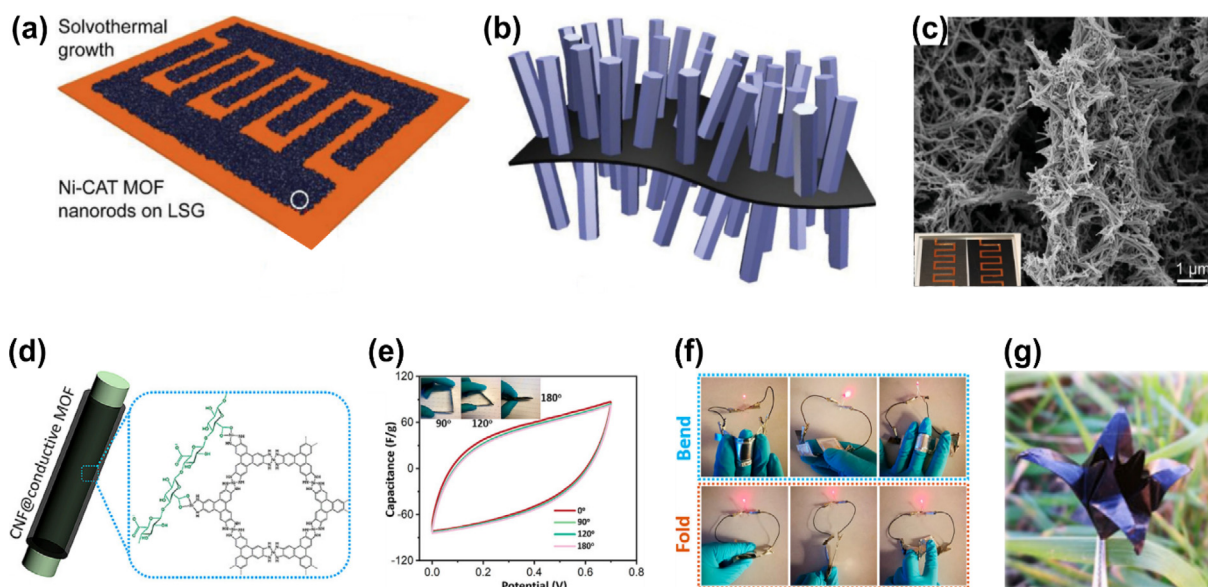 (a)
Solvothermal
growth
Ni-CAT MOF
nanorods on LSG
(b)
(c)
1 μm
(d)
CNF@conductive MOF
(e)
Capacitance (F/g)
120
60
0
-60
-120
90°
120°
180°
0°
90°
120°
180°
0.0
0.2
0.4
0.6
0.8
Potential (V)
(f)
Bend
Fold
(g)